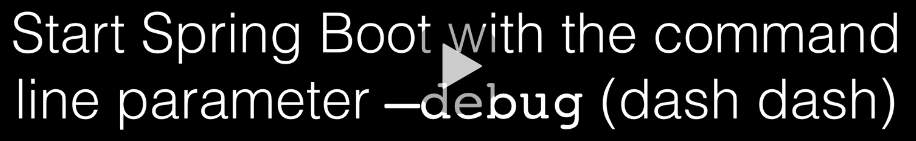 Start Spring Boot with the command
line parameter —debug (dash dash)